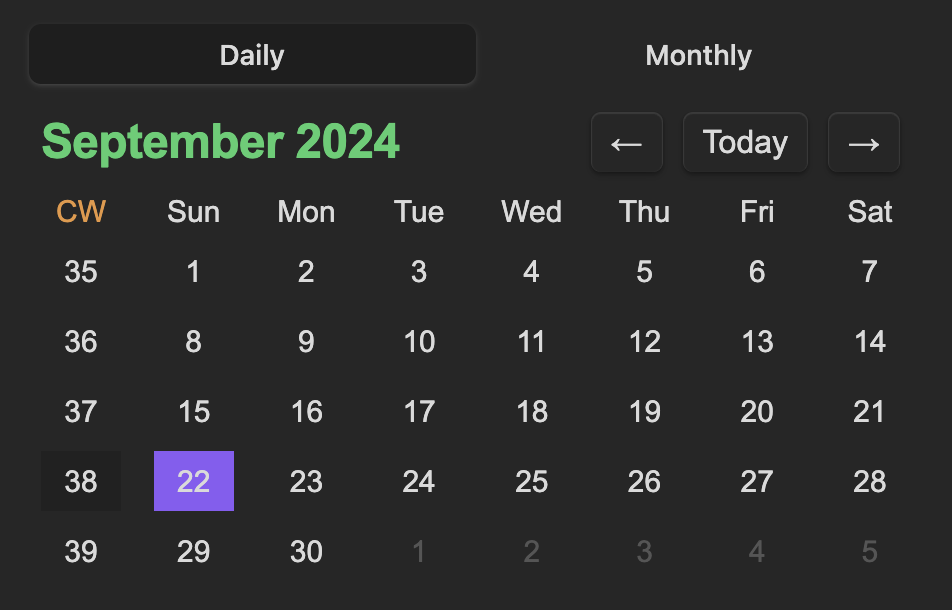 Daily Monthly
September 2024 ← Today →
CW Sun Mon Tue Wed Thu Fri Sat
35 1 2 3 4 5 6 7
36 8 9 10 11 12 13 14
37 15 16 17 18 19 20 21
38 22 23 24 25 26 27 28
39 29 30 1 2 3 4 5